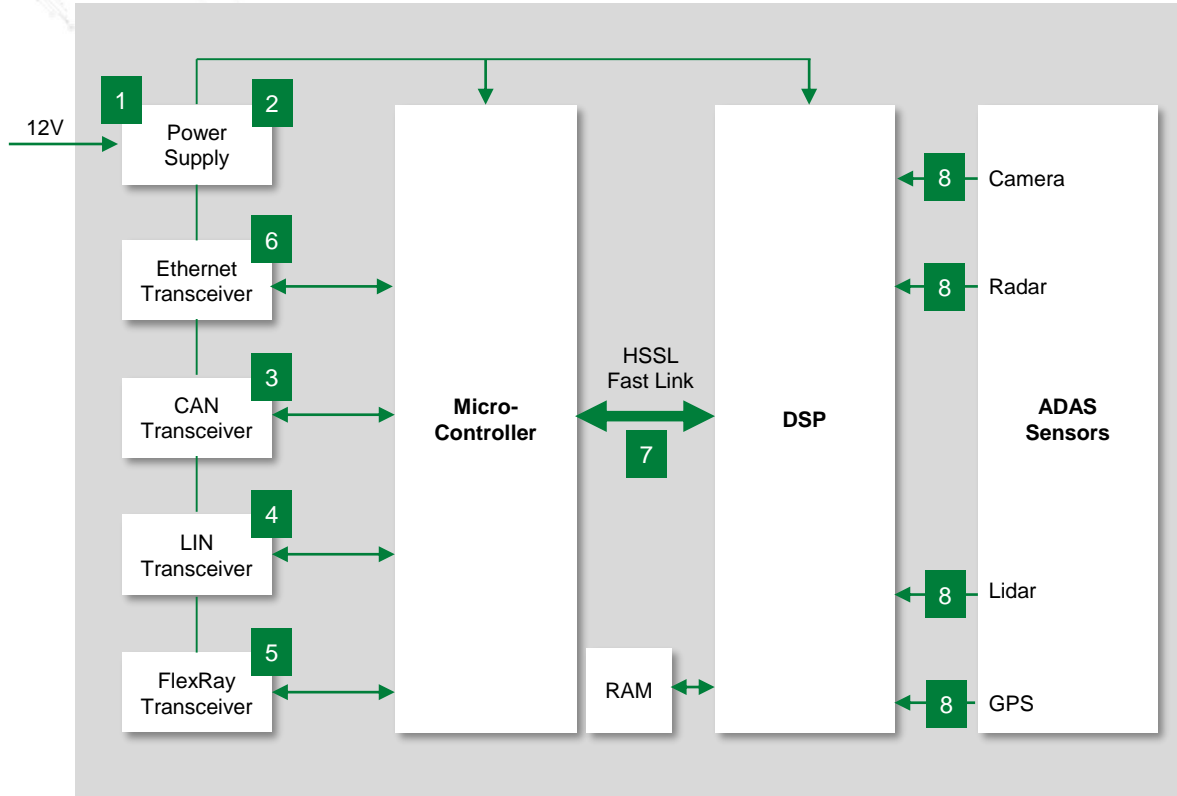 1
2
12V
Power
Supply
6
Ethernet
Transceiver
3
CAN
Transceiver
4
LIN
Transceiver
5
FlexRay
Transceiver
Micro-
Controller
HSSL
Fast Link
7
RAM
DSP
8
Camera
8
Radar
ADAS
Sensors
8
Lidar
8
GPS